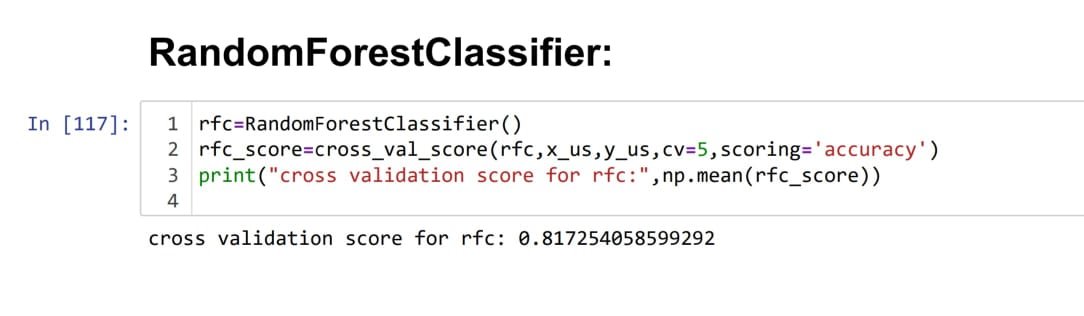 RandomForestClassifier:
In [117]:
1 rfc=RandomForestClassifier()
2 rfc_score=cross_val_score(rfc,x_us,y_us,cv=5,scoring='accuracy')
3 print("cross validation score for rfc:",np.mean(rfc_score))
4
cross validation score for rfc: 0.817254058599292